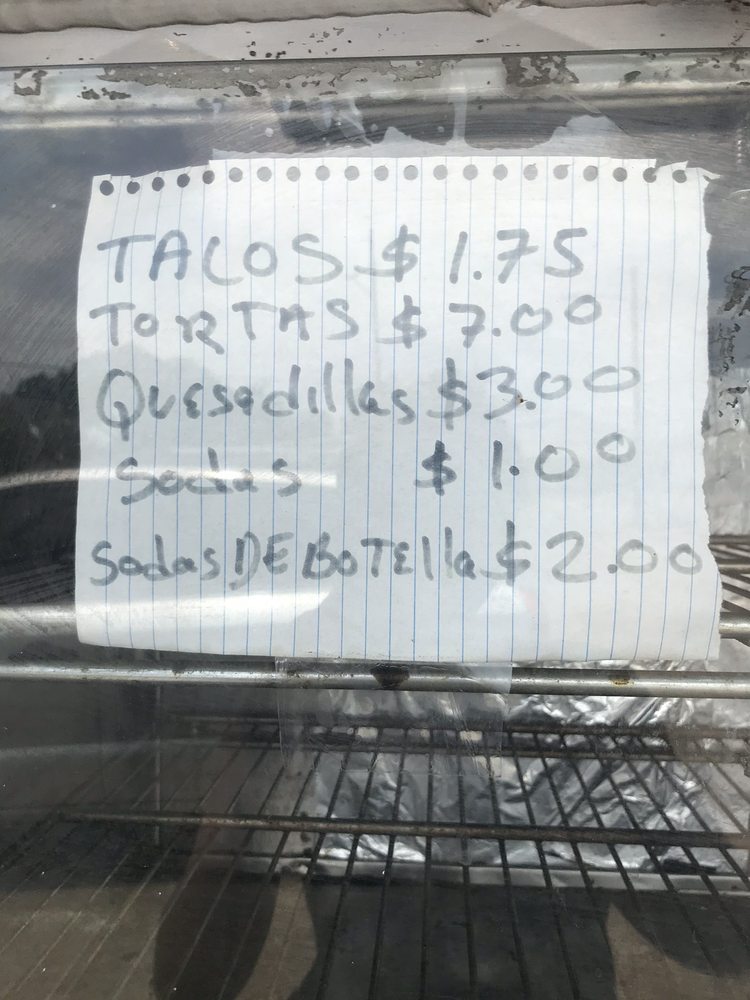 TACOS $ 1.75
TORTAS $ 7.00
Quesadillas $ 3.00
Sodas $ 1.00
Sodas DE BOTElla $ 2.00